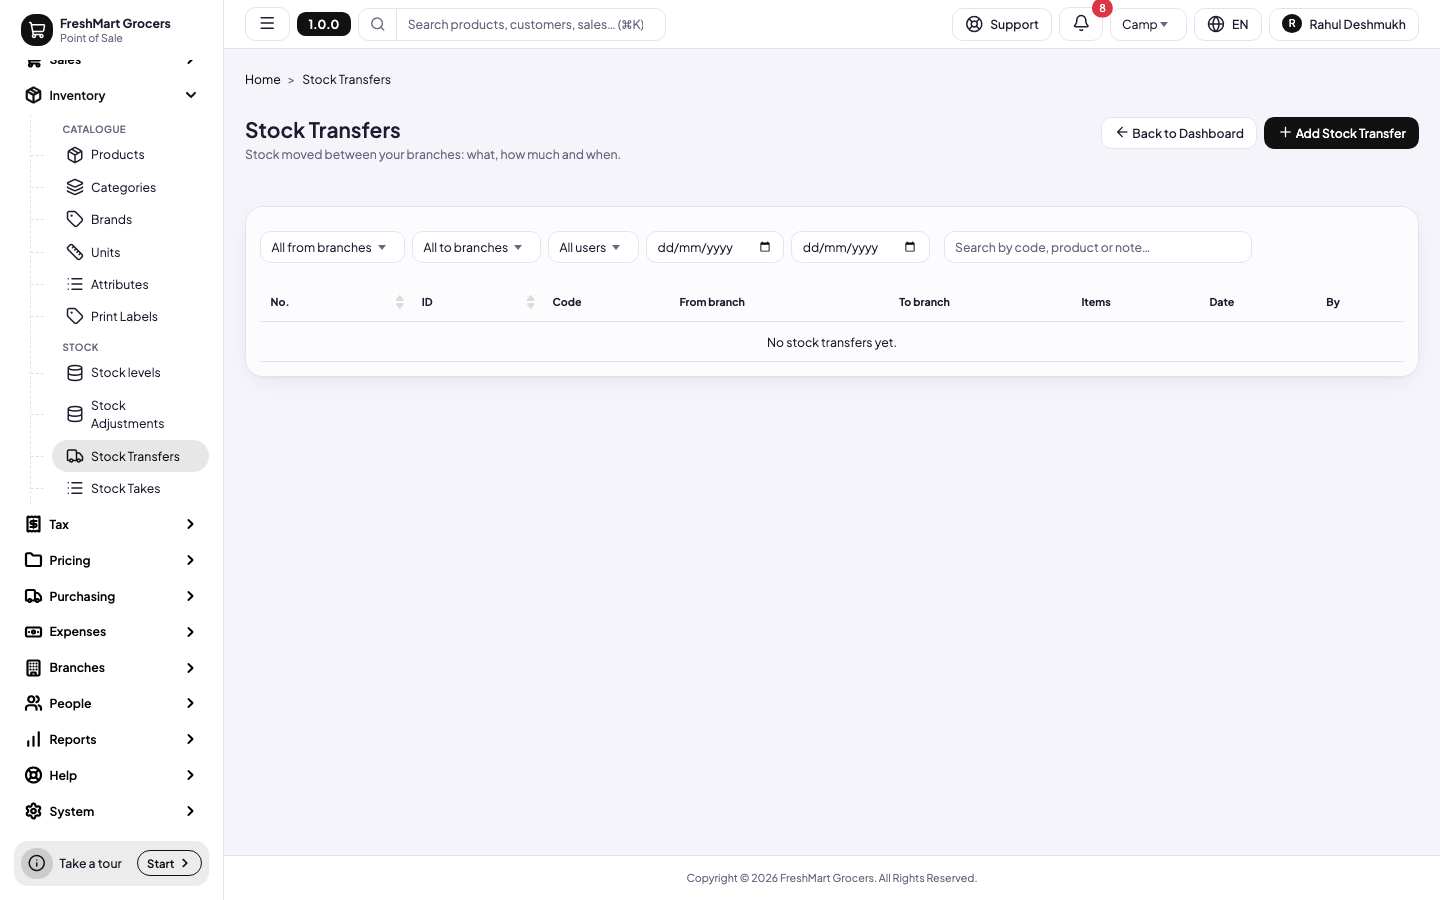 FreshMart Grocers
Point of Sale
Sales
Inventory
CATALOGUE
Products
Categories
Brands
Units
Attributes
Print Labels
STOCK
Stock levels
Stock
Adjustments
Stock Transfers
Stock Takes
Tax
Pricing
Purchasing
Expenses
Branches
People
Reports
Help
System
Take a tour Start
1.0.0 Search products, customers, sales... (⌘K) Support 8 Camp EN R Rahul Deshmukh
Home > Stock Transfers
Stock Transfers
Stock moved between your branches: what, how much and when.
Back to Dashboard Add Stock Transfer
All from branches All to branches All users dd/mm/yyyy dd/mm/yyyy Search by code, product or note...
No. ID Code From branch To branch Items Date By
No stock transfers yet.
Copyright © 2026 FreshMart Grocers. All Rights Reserved.